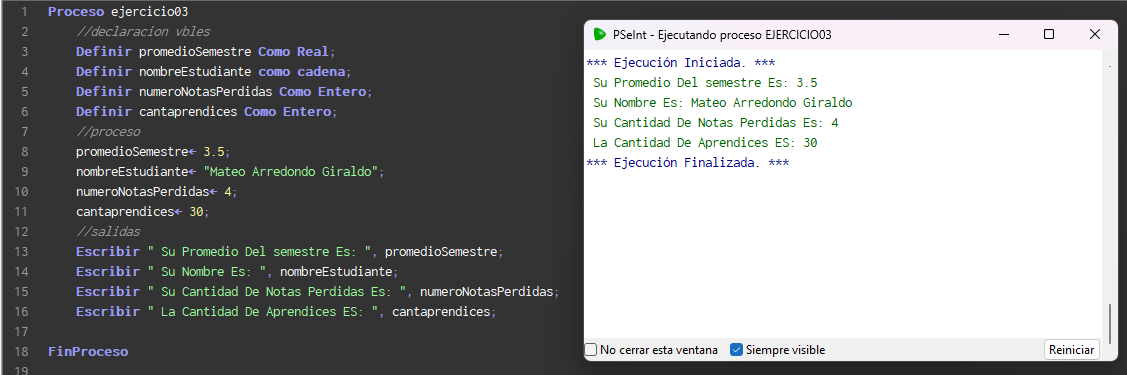 1 Proceso ejercicio03
2 //declaracion vbles
3 Definir promedioSemestre Como Real;
4 Definir nombreEstudiante como cadena;
5 Definir numeroNotasPerdidas Como Entero;
6 Definir cantaprendices Como Entero;
7 //proceso
8 promedioSemestre← 3.5;
9 nombreEstudiante← "Mateo Arredondo Giraldo";
10 numeroNotasPerdidas← 4;
11 cantaprendices← 30;
12 //salidas
13 Escribir " Su Promedio Del semestre Es: ", promedioSemestre;
14 Escribir " Su Nombre Es: ", nombreEstudiante;
15 Escribir " Su Cantidad De Notas Perdidas Es: ", numeroNotasPerdidas;
16 Escribir " La Cantidad De Aprendices ES: ", cantaprendices;
17
18 FinProceso
19
PSeInt - Ejecutando proceso EJERCICIO03
*** Ejecución Iniciada. ***
Su Promedio Del semestre Es: 3.5
Su Nombre Es: Mateo Arredondo Giraldo
Su Cantidad De Notas Perdidas Es: 4
La Cantidad De Aprendices ES: 30
*** Ejecución Finalizada. ***
No cerrar esta ventana
Siempre visible
Reiniciar